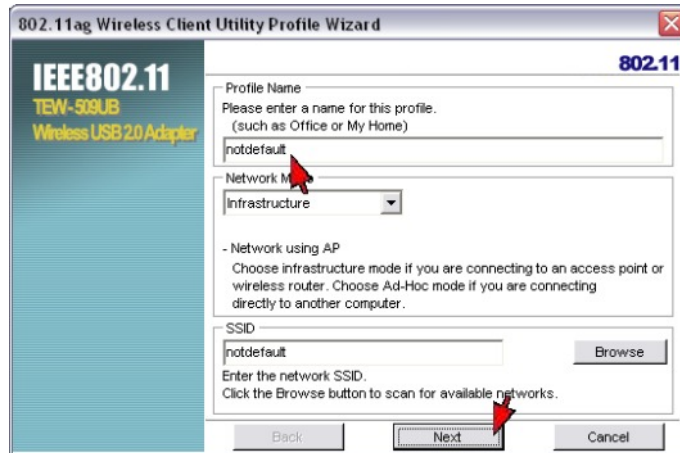 802.11ag Wireless Client Utility Profile Wizard
IEEE802.11
TEW-509UB
Wireless USB 2.0 Adapter
802.11
Profile Name
Please enter a name for this profile.
(such as Office or My Home)
notdefault
Network
Infrastructure
- Network using AP
Choose infrastructure mode if you are connecting to an access point or
wireless router. Choose Ad-Hoc mode if you are connecting
directly to another computer.
SSID
notdefault
Browse
Enter the network SSID.
Click the Browse button to scan for available networks.
Back
Next
Cancel